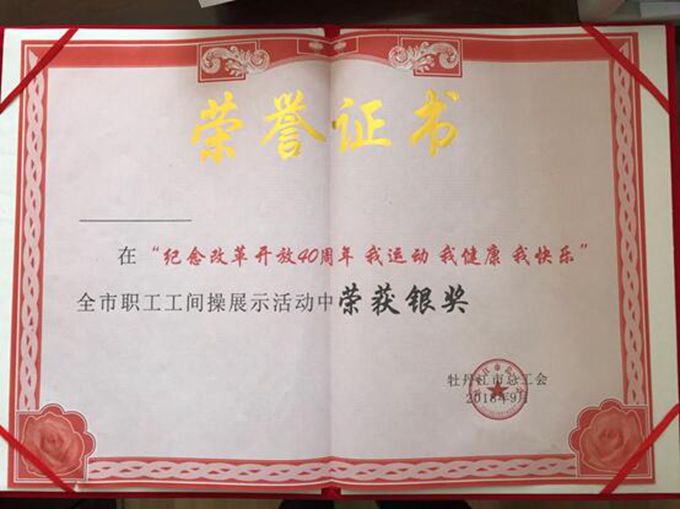 荣誉证书
在“纪念改革开放40周年 我运动 我健康 我快乐”
全市职工工间操展示活动中荣获银奖
牡丹江市总工会
2018年9月